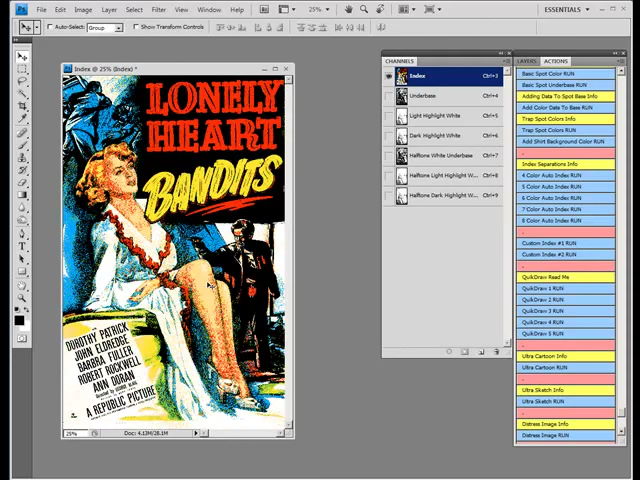 Ps
File
Edit
Image
Layer
Select
Filter
View
Window
Help
25%
ESSENTIALS
Auto-Select:
Group
Show Transform Controls
Index @ 25% (Index) *
LONELY
HEART
BANDITS
DOROTHY PATRICK
JOHN ELDREDGE
BARBRA FULLER
ROBERT ROCKWELL
ANN DORAN
A REPUBLIC PICTURE
25%
Doc: 4.13M/28.1M
CHANNELS
Index Ctrl+3
Underbase Ctrl+4
Light Highlight White Ctrl+5
Dark Highlight White Ctrl+6
Halftone White Underbase Ctrl+7
Halftone Light Highlight W... Ctrl+8
Halftone Dark Highlight W... Ctrl+9
LAYERS
ACTIONS
Basic Spot Color RUN
Basic Spot Underbase RUN
Adding Data To Spot Base Info
Add Color Data To Base RUN
Trap Spot Colors Info
Trap Spot Colors RUN
Add Shirt Background Color RUN
Index Separations Info
4 Color Auto Index RUN
5 Color Auto Index RUN
6 Color Auto Index RUN
7 Color Auto Index RUN
8 Color Auto Index RUN
Custom Index #1 RUN
Custom Index #2 RUN
QuikDraw Read Me
QuikDraw 1 RUN
QuikDraw 2 RUN
QuikDraw 3 RUN
QuikDraw 4 RUN
QuikDraw 5 RUN
Ultra Cartoon Info
Ultra Cartoon RUN
Ultra Sketch Info
Ultra Sketch RUN
Distress Image Info
Distress Image RUN